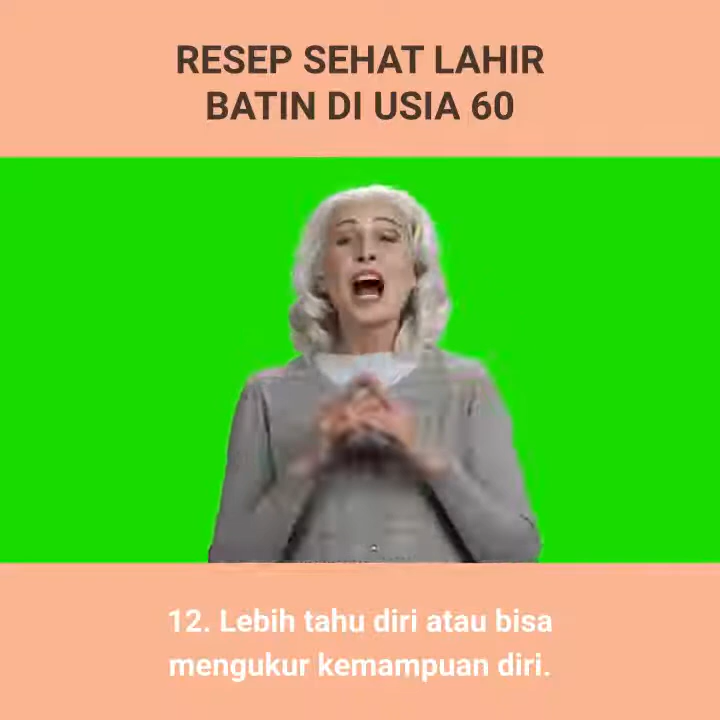 RESEP SEHAT LAHIR
BATIN DI USIA 60
12. Lebih tahu diri atau bisa
mengukur kemampuan diri.